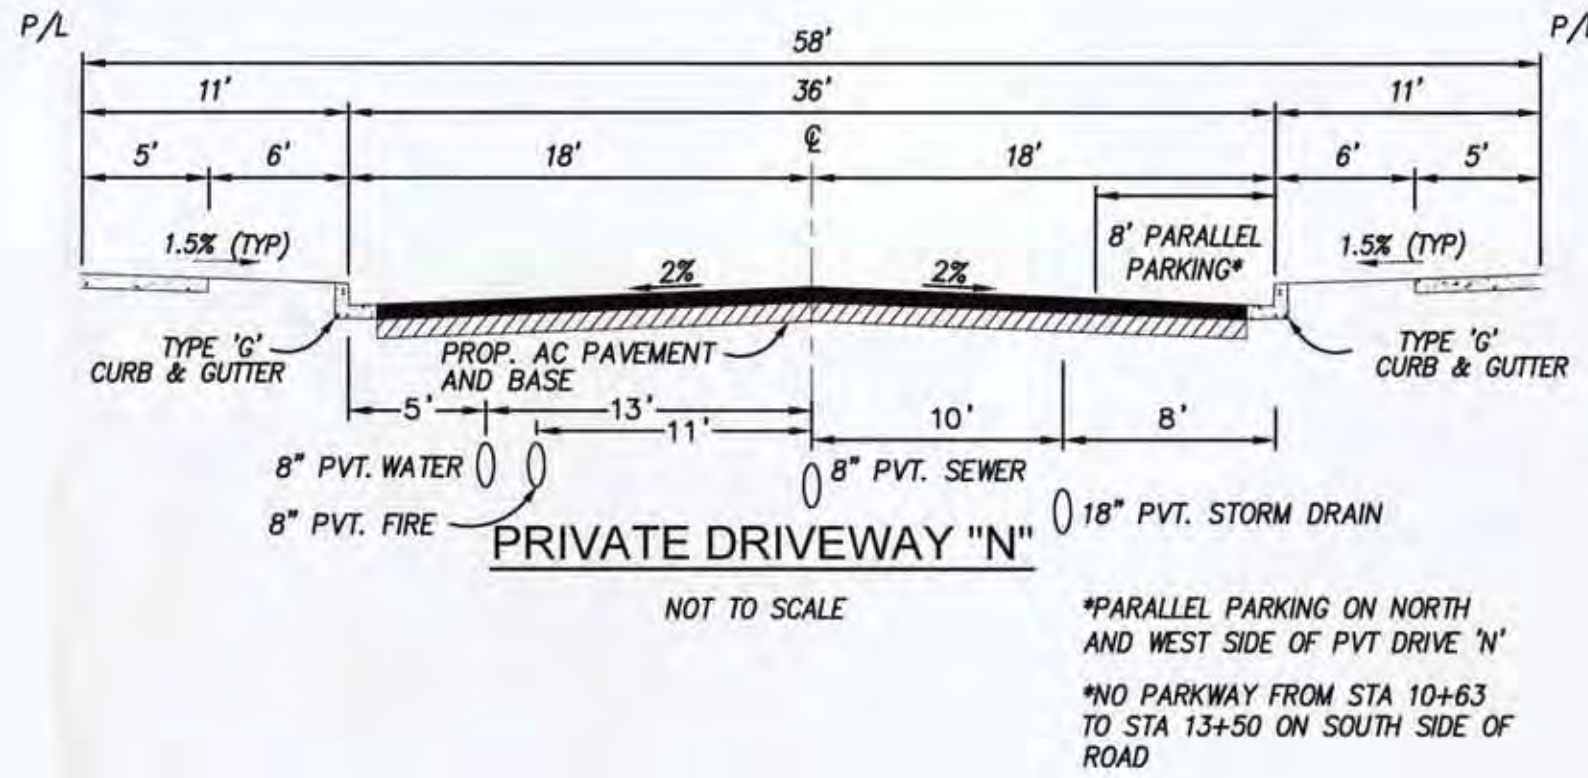 P/L
P/L
58'
11'
36'
11'
℄
5'
6'
18'
18'
6'
5'
1.5% (TYP)
2%
2%
8' PARALLEL
PARKING*
1.5% (TYP)
TYPE 'G'
CURB & GUTTER
PROP. AC PAVEMENT
AND BASE
TYPE 'G'
CURB & GUTTER
5'
13'
11'
10'
8'
8" PVT. WATER
8" PVT. SEWER
8" PVT. FIRE
18" PVT. STORM DRAIN
PRIVATE DRIVEWAY "N"
NOT TO SCALE
*PARALLEL PARKING ON NORTH
AND WEST SIDE OF PVT DRIVE 'N'
*NO PARKWAY FROM STA 10+63
TO STA 13+50 ON SOUTH SIDE OF
ROAD